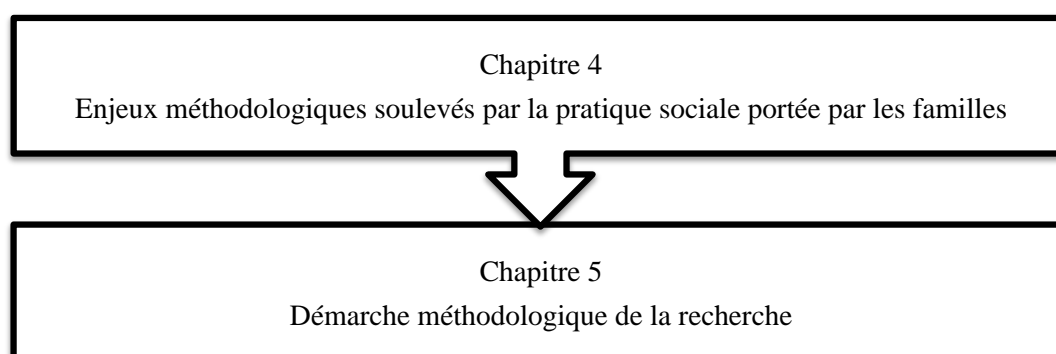 Chapitre 4
Enjeux méthodologiques soulevés par la pratique sociale portée par les familles
Chapitre 5
Démarche méthodologique de la recherche